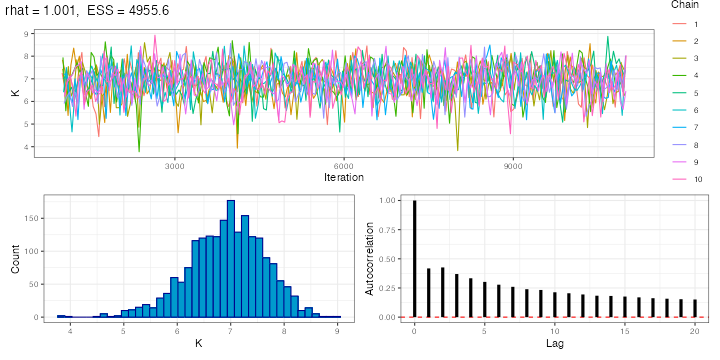 rhat = 1.001,  ESS = 4955.6
Chain
1
2
3
4
5
6
7
8
9
10
9
8
7
6
5
4
K
3000 6000 9000
Iteration
150
100
50
0
Count
4 5 6 7 8 9
K
1.00
0.75
0.50
0.25
0.00
Autocorrelation
0 5 10 15 20
Lag